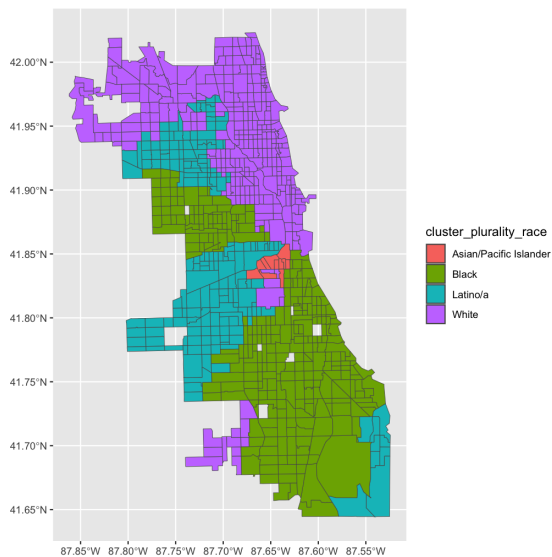 42.00°N
41.95°N
41.90°N
41.85°N
41.80°N
41.75°N
41.70°N
41.65°N
87.85°W 87.80°W 87.75°W 87.70°W 87.65°W 87.60°W 87.55°W
cluster_plurality_race
Asian/Pacific Islander
Black
Latino/a
White